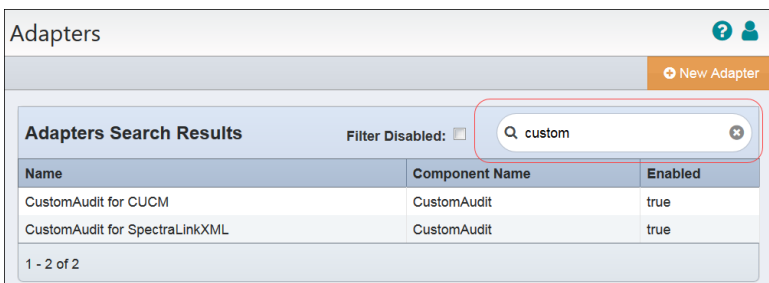 Adapters
New Adapter
Adapters Search Results Filter Disabled: custom
Name Component Name Enabled
CustomAudit for CUCM CustomAudit true
CustomAudit for SpectraLinkXML CustomAudit true
1 - 2 of 2